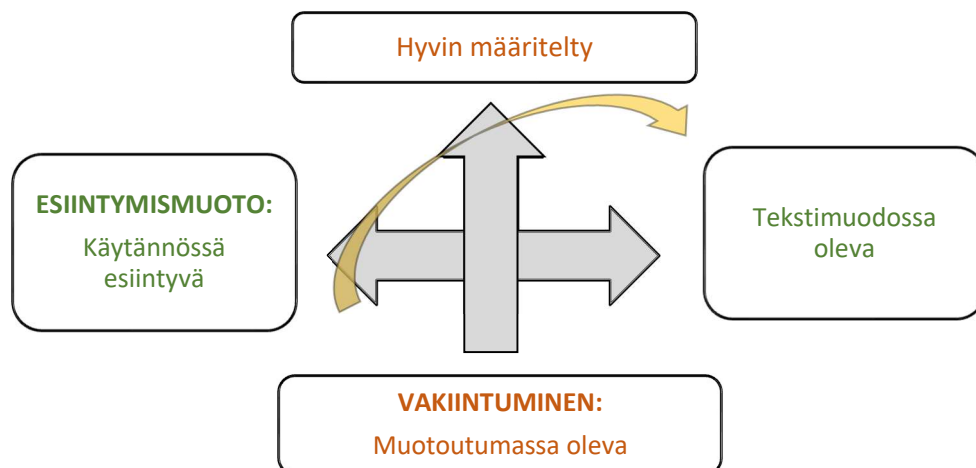 Hyvin määritelty
ESIINTYMISMUOTO:
Käytännössä
esiintyvä
Tekstimuodossa
oleva
VAKIINTUMINEN:
Muotoutumassa oleva